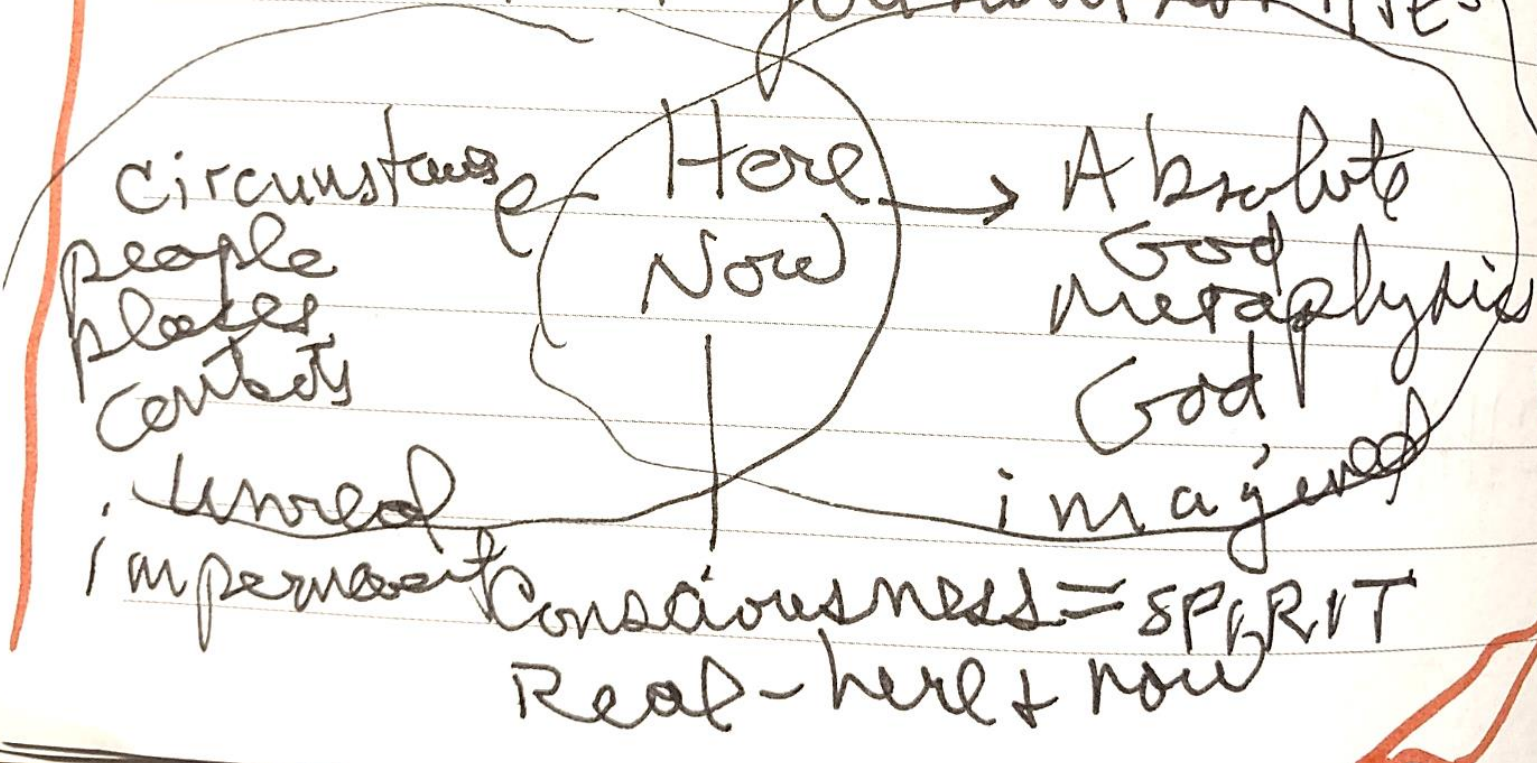 Circumstances
people
places
contexts
unreal
impermanent
Here
Now
Absolute
God
Metaphysics
God
imagined
Consciousness = SPIRIT
Real - here + now